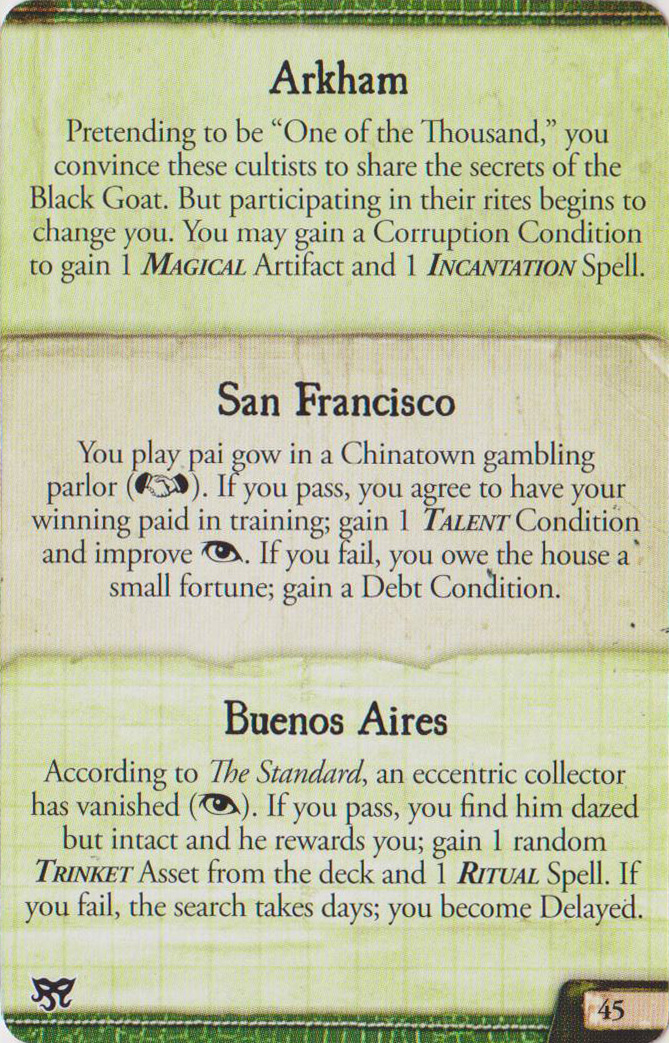 Arkham
Pretending to be “One of the Thousand,” you
convince these cultists to share the secrets of the
Black Goat. But participating in their rites begins to
change you. You may gain a Corruption Condition
to gain 1 MAGICAL Artifact and 1 INCANTATION Spell.
San Francisco
You play pai gow in a Chinatown gambling
parlor ( ). If you pass, you agree to have your
winning paid in training; gain 1 TALENT Condition
and improve . If you fail, you owe the house a
small fortune; gain a Debt Condition.
Buenos Aires
According to The Standard, an eccentric collector
has vanished ( ). If you pass, you find him dazed
but intact and he rewards you; gain 1 random
TRINKET Asset from the deck and 1 RITUAL Spell. If
you fail, the search takes days; you become Delayed.
45